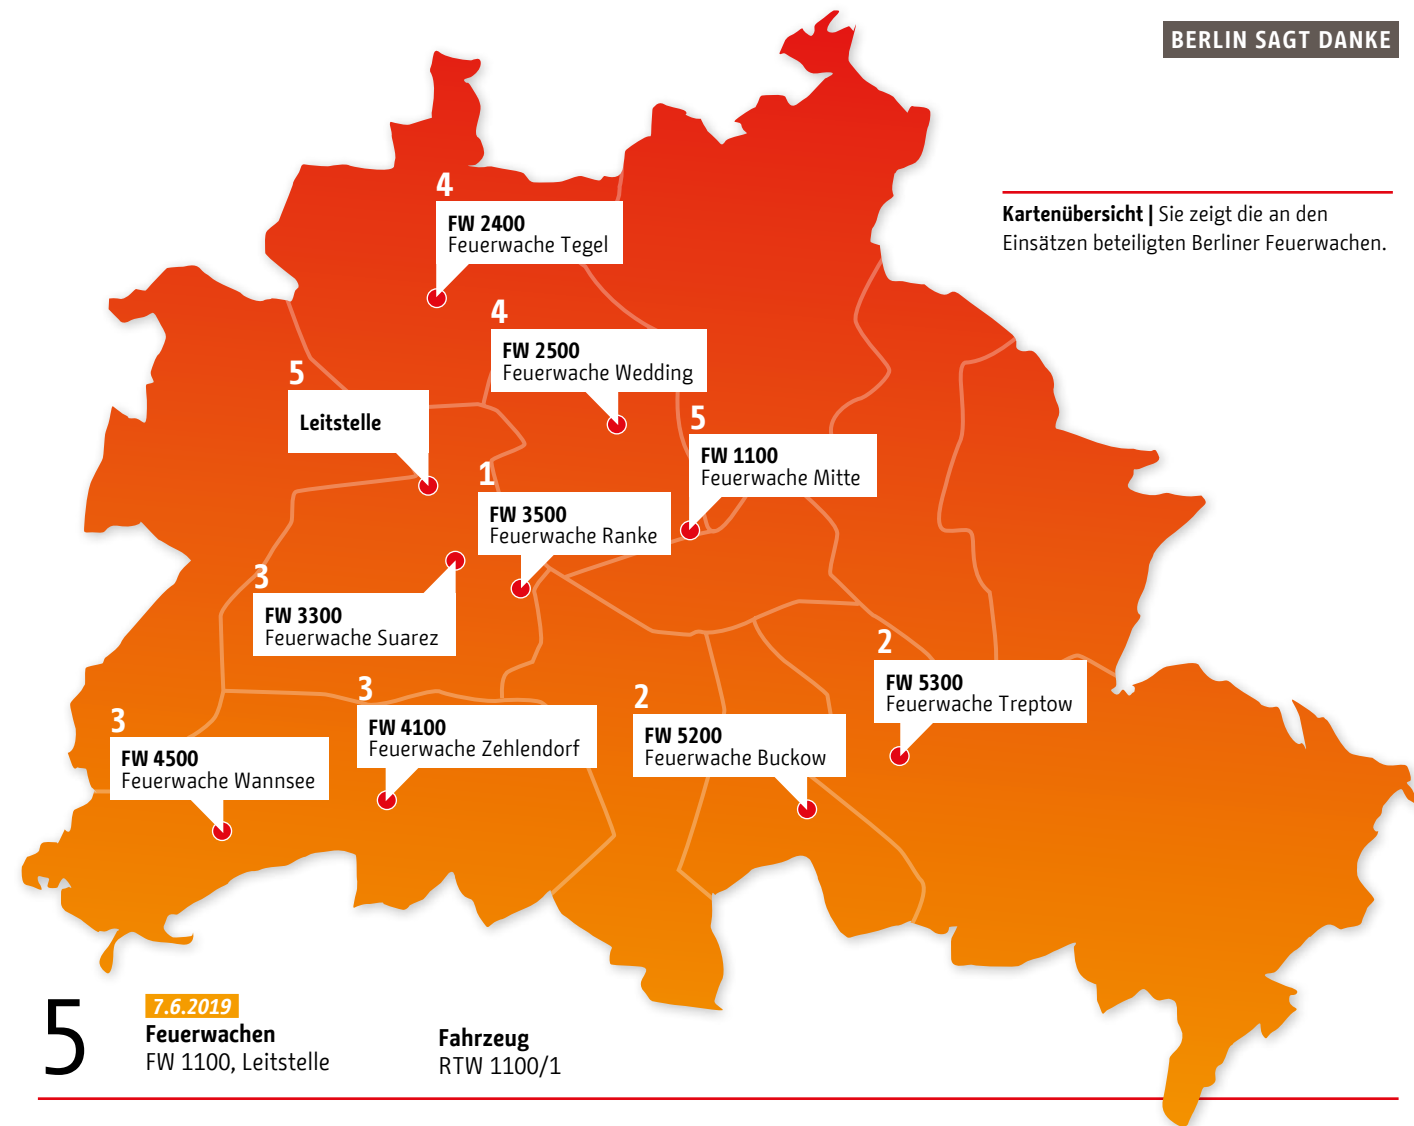 BERLIN SAGT DANKE
Kartenübersicht | Sie zeigt die an den
Einsätzen beteiligten Berliner Feuerwachen.
4
FW 2400
Feuerwache Tegel
4
FW 2500
Feuerwache Wedding
5
Leitstelle
5
FW 1100
Feuerwache Mitte
1
FW 3500
Feuerwache Ranke
3
FW 3300
Feuerwache Suarez
2
FW 5300
Feuerwache Treptow
3
FW 4100
Feuerwache Zehlendorf
2
FW 5200
Feuerwache Buckow
3
FW 4500
Feuerwache Wannsee
5
7.6.2019
Feuerwachen
FW 1100, Leitstelle
Fahrzeug
RTW 1100/1